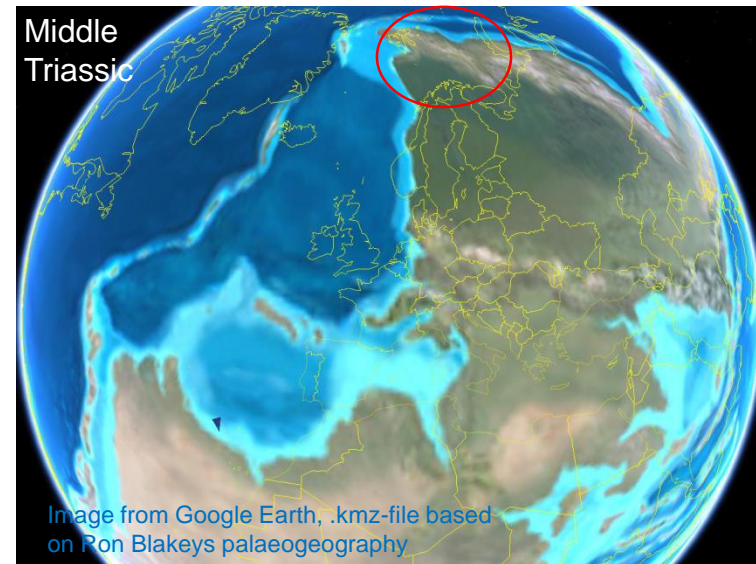 Middle
Triassic
Image from Google Earth, .kmz-file based
on Ron Blakeys palaeogeography